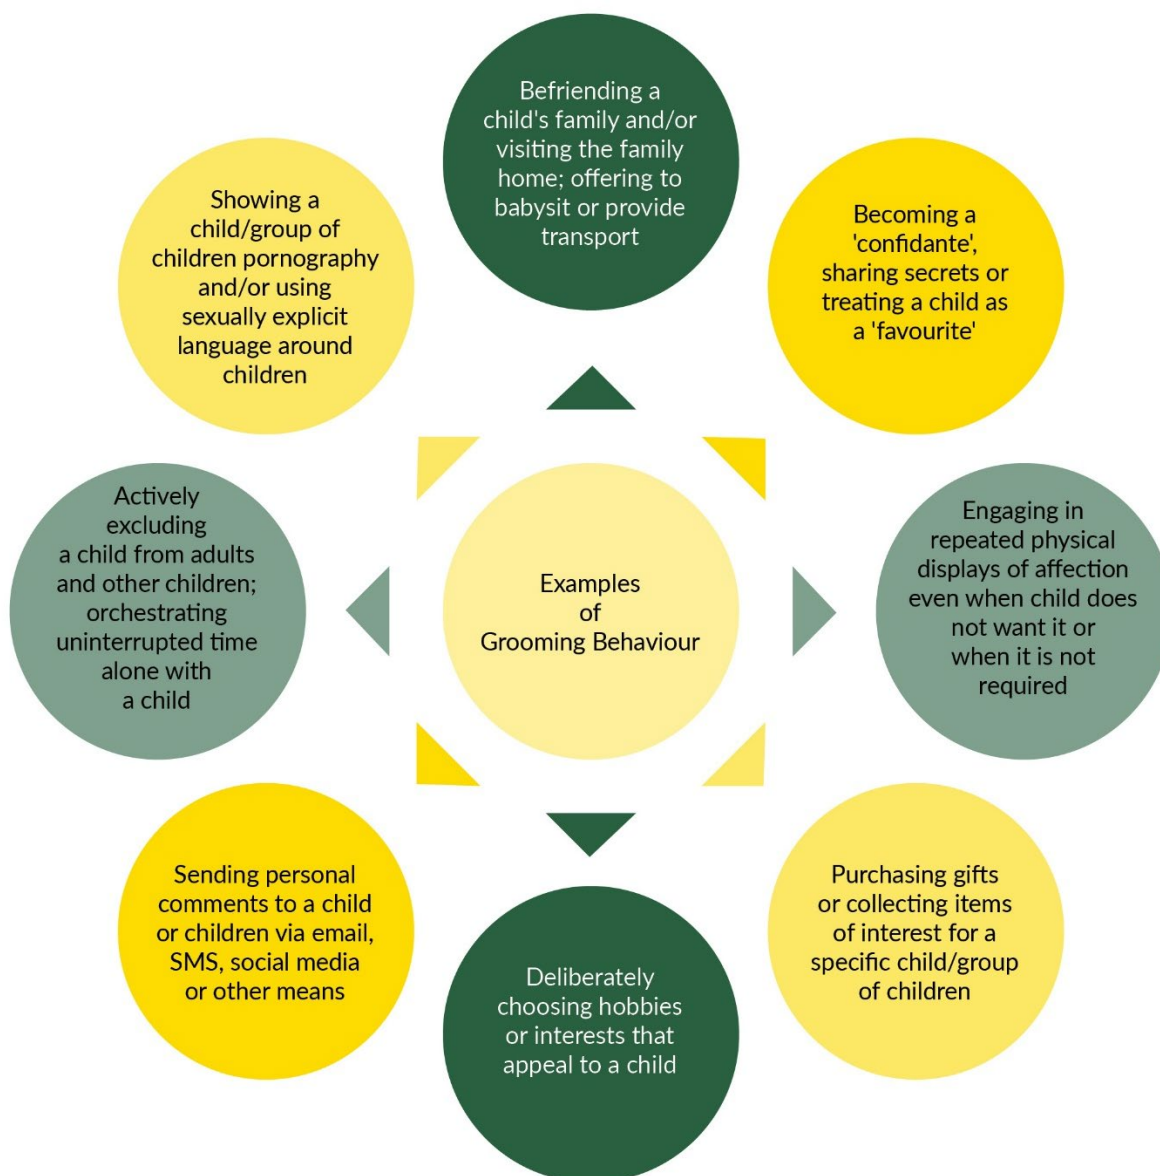 Befriending a
child's family and/or
visiting the family
home; offering to
babysit or provide
transport
Becoming a
'confidante',
sharing secrets or
treating a child as
a 'favourite'
Engaging in
repeated physical
displays of affection
even when child does
not want it or
when it is not
required
Purchasing gifts
or collecting items
of interest for a
specific child/group
of children
Deliberately
choosing hobbies
or interests that
appeal to a child
Sending personal
comments to a child
or children via email,
SMS, social media
or other means
Actively
excluding
a child from adults
and other children;
orchestrating
uninterrupted time
alone with
a child
Showing a
child/group of
children pornography
and/or using
sexually explicit
language around
children
Examples
of
Grooming Behaviour